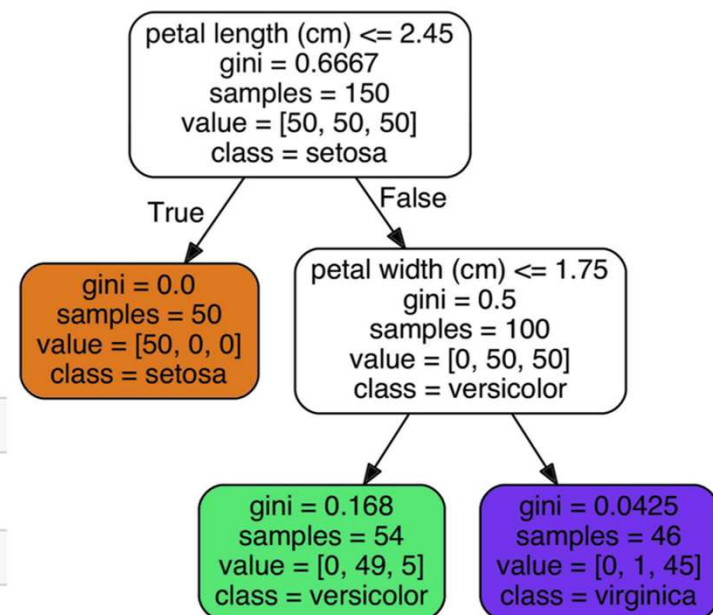 petal length (cm) <= 2.45
gini = 0.6667
samples = 150
value = [50, 50, 50]
class = setosa
True
False
gini = 0.0
samples = 50
value = [50, 0, 0]
class = setosa
petal width (cm) <= 1.75
gini = 0.5
samples = 100
value = [0, 50, 50]
class = versicolor
gini = 0.168
samples = 54
value = [0, 49, 5]
class = versicolor
gini = 0.0425
samples = 46
value = [0, 1, 45]
class = virginica